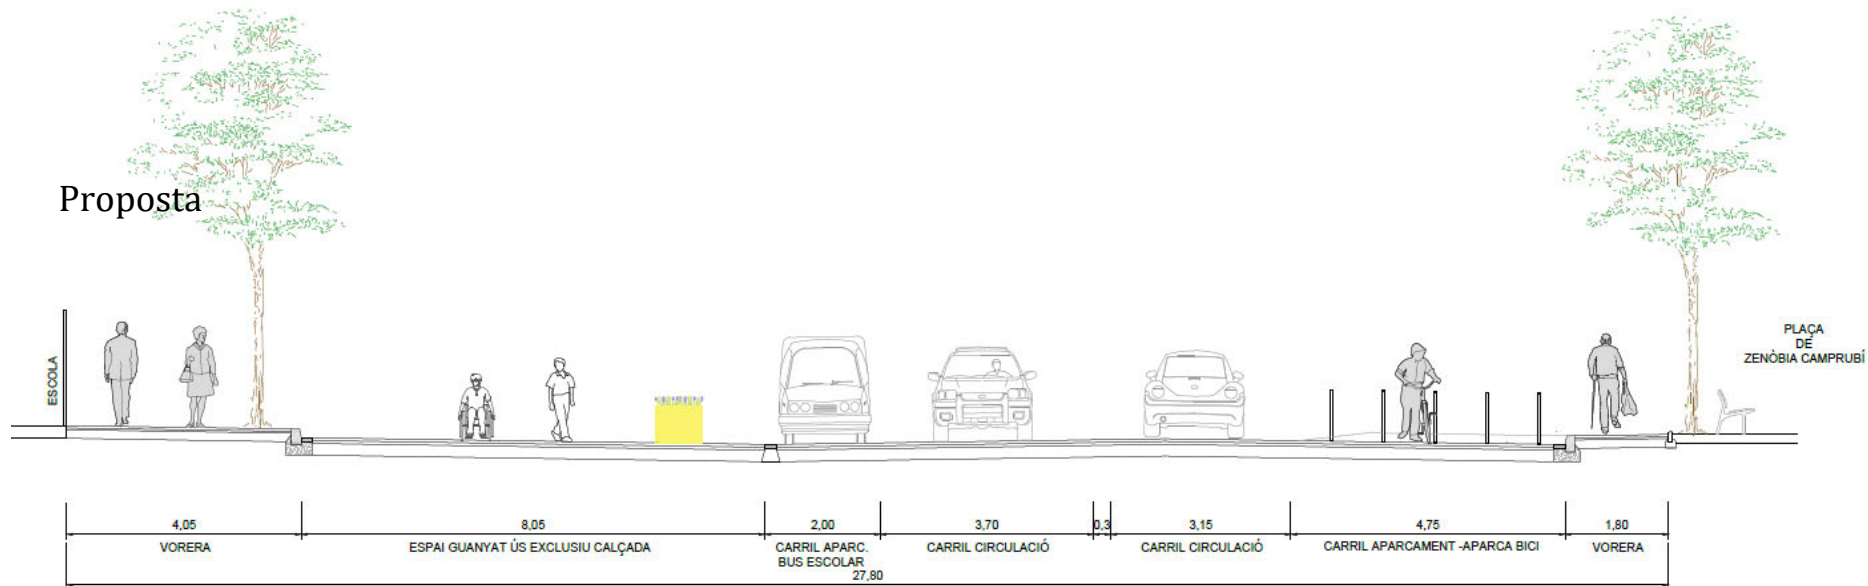 Proposta
ESCOLA
PLAÇA
DE
ZENÒBIA CAMPRUBÍ
4,05
8,05
2,00
3,70
0,3
3,15
4,75
1,80
VORERA
ESPAI GUANYAT ÚS EXCLUSIU CALÇADA
CARRIL APARC.
BUS ESCOLAR
CARRIL CIRCULACIÓ
CARRIL CIRCULACIÓ
CARRIL APARCAMENT -APARCA BICI
VORERA
27,80